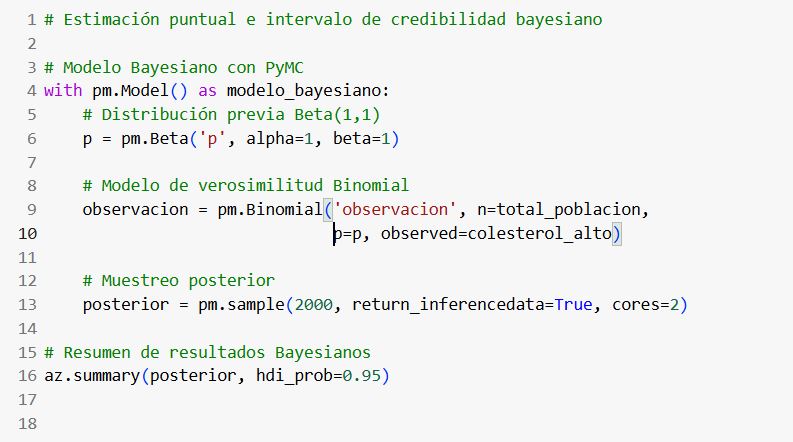 1 # Estimación puntual e intervalo de credibilidad bayesiano
2
3 # Modelo Bayesiano con PyMC
4 with pm.Model() as modelo_bayesiano:
5     # Distribución previa Beta(1,1)
6     p = pm.Beta('p', alpha=1, beta=1)
7
8     # Modelo de verosimilitud Binomial
9     observacion = pm.Binomial('observacion', n=total_poblacion,
10                               p=p, observed=colesterol_alto)
11
12     # Muestreo posterior
13     posterior = pm.sample(2000, return_inferencedata=True, cores=2)
14
15 # Resumen de resultados Bayesianos
16 az.summary(posterior, hdi_prob=0.95)
17
18